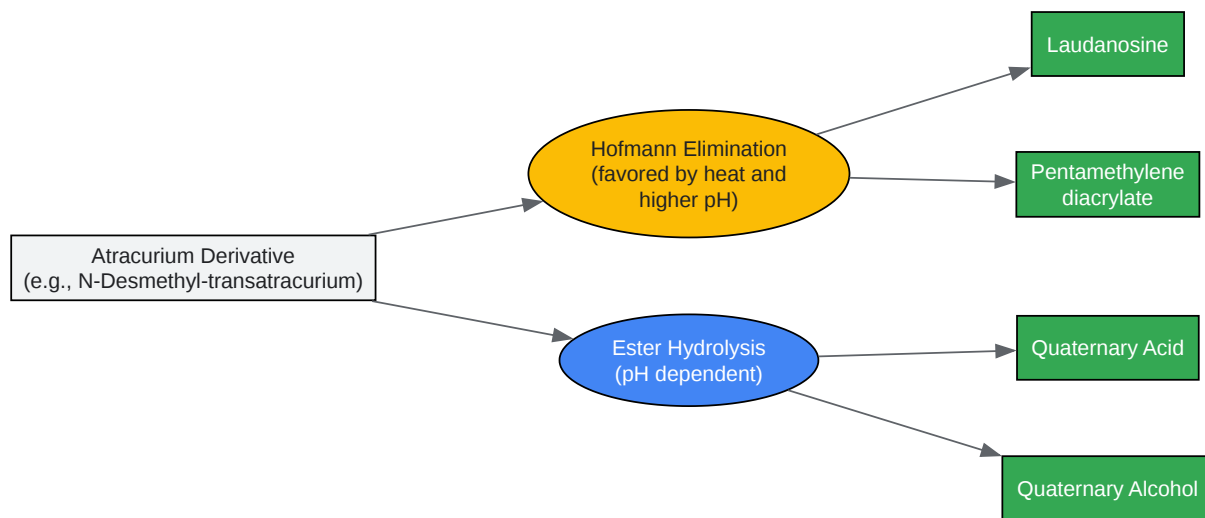 Laudanosine
Hofmann Elimination
(favored by heat and
higher pH)
Pentamethylene
diacrylate
Atracurium Derivative
(e.g., N-Desmethyl-transatracurium)
Ester Hydrolysis
(pH dependent)
Quaternary Acid
Quaternary Alcohol